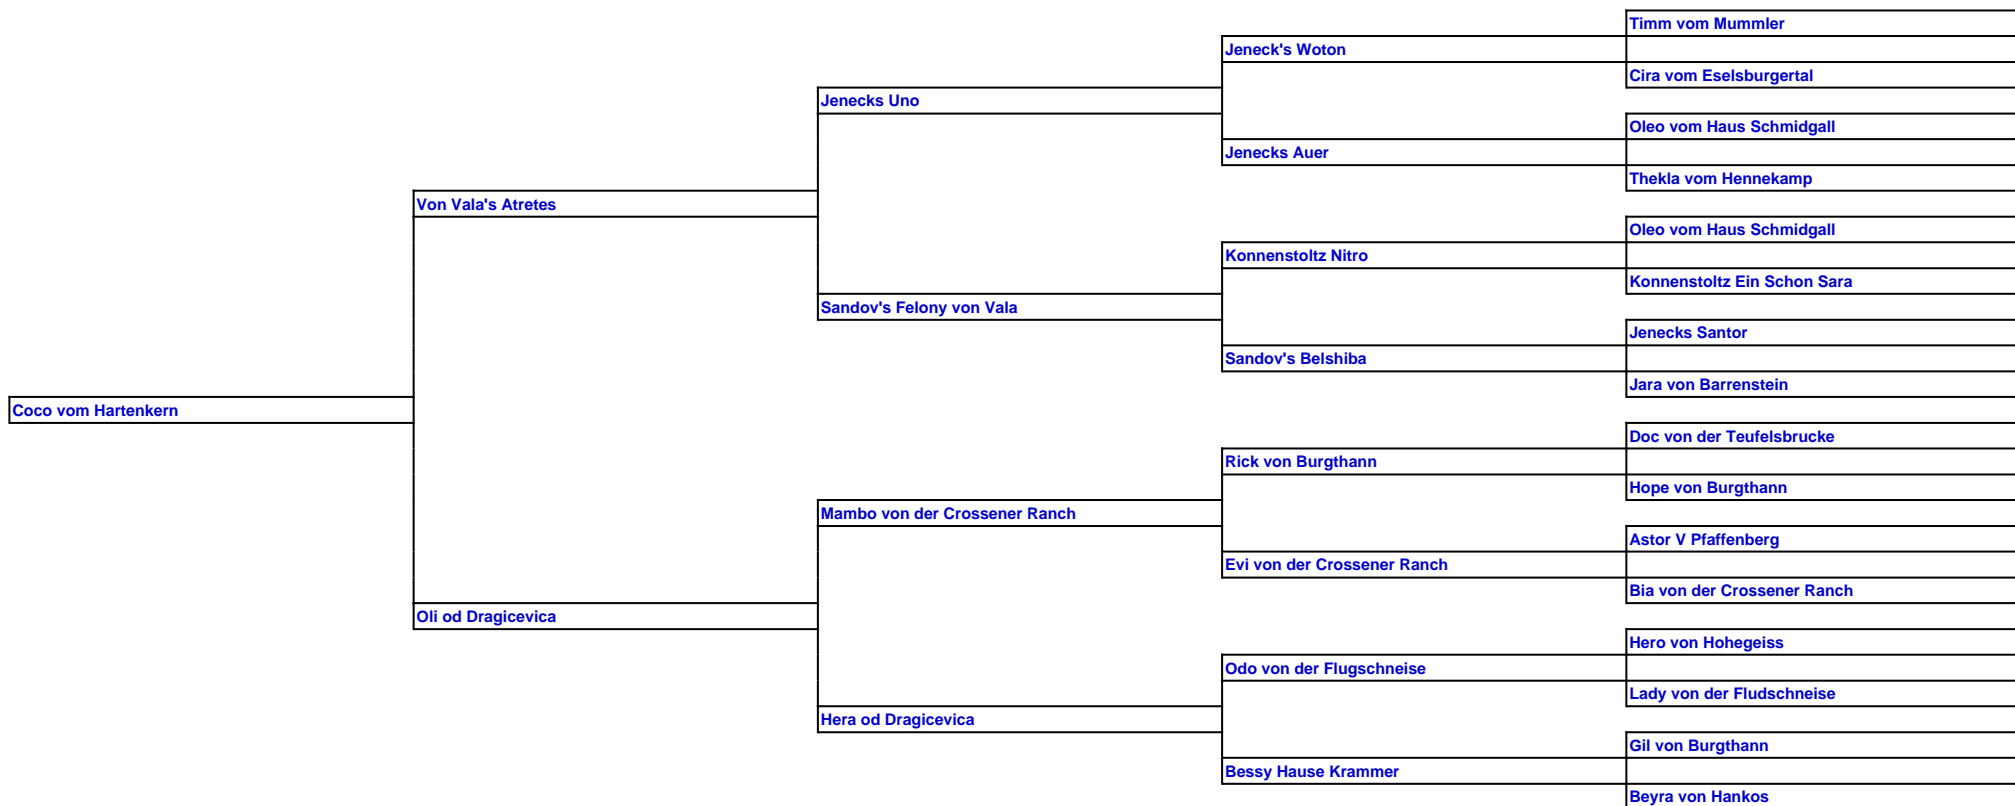 Timm vom Mummler
Jeneck's Woton
Cira vom Eselsburgertal
Jenecks Uno
Oleo vom Haus Schmidgall
Jenecks Auer
Thekla vom Hennekamp
Von Vala's Atretes
Oleo vom Haus Schmidgall
Konnenstoltz Nitro
Konnenstoltz Ein Schon Sara
Sandov's Felony von Vala
Jenecks Santor
Sandov's Belshiba
Jara von Barrenstein
Coco vom Hartenkern
Doc von der Teufelsbrucke
Rick von Burgthann
Hope von Burgthann
Mambo von der Crossener Ranch
Astor V Pfaffenberg
Evi von der Crossener Ranch
Bia von der Crossener Ranch
Oli od Dragicevica
Hero von Hohegeiss
Odo von der Flugschneise
Lady von der Fludschneise
Hera od Dragicevica
Gil von Burgthann
Bessy Hause Krammer
Beyra von Hankos